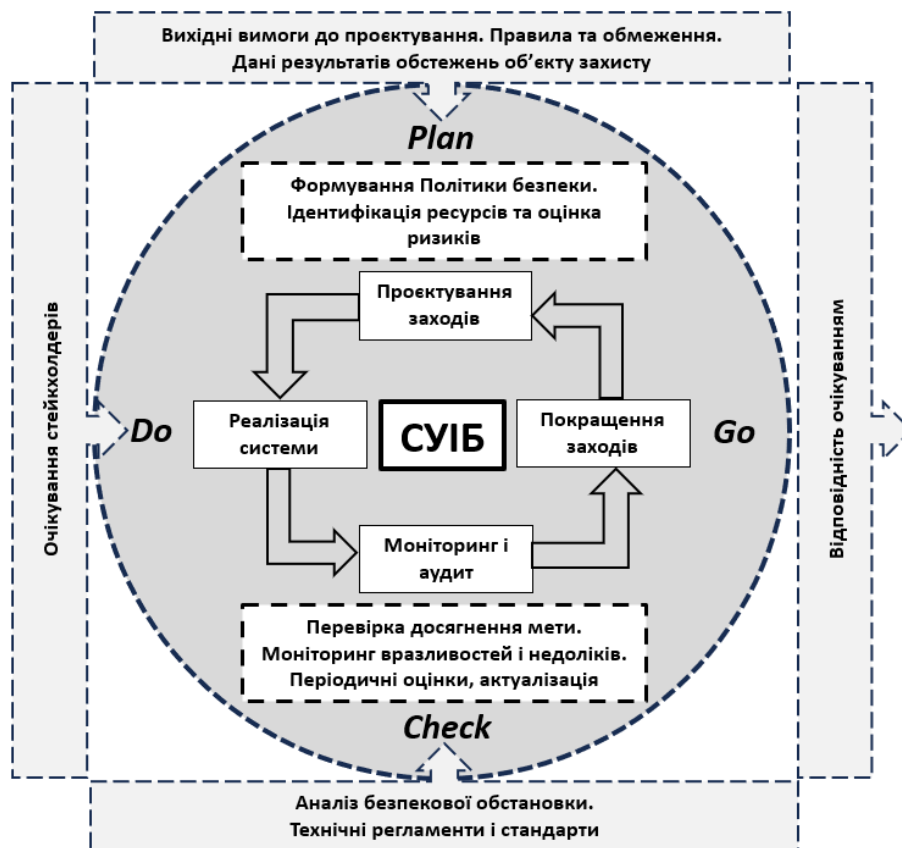 Вихідні вимоги до проєктування. Правила та обмеження.
Дані результатів обстежень об’єкту захисту
Plan
Формування Політики безпеки.
Ідентифікація ресурсів та оцінка
ризиків
Проєктування
заходів
Очікування стейкхолдерів
Do
Реалізація
системи
СУІБ
Покращення
заходів
Go
Відповідність очікуванням
Моніторинг і
аудит
Перевірка досягнення мети.
Моніторинг вразливостей і недоліків.
Періодичні оцінки, актуалізація
Check
Аналіз безпекової обстановки.
Технічні регламенти і стандарти